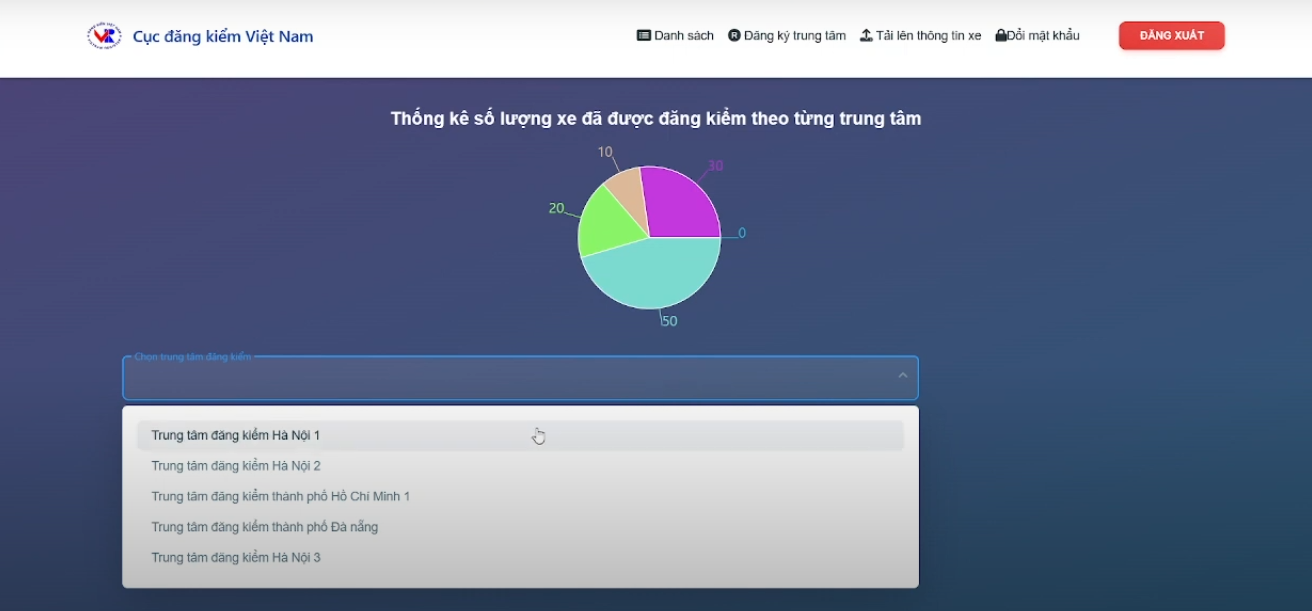 Cục đăng kiểm Việt Nam
Danh sách
Đăng ký trung tâm
Tải lên thông tin xe
Đổi mật khẩu
ĐĂNG XUẤT
Thống kê số lượng xe đã được đăng kiểm theo từng trung tâm
10
30
20
0
50
Chọn trung tâm đăng kiểm
Trung tâm đăng kiểm Hà Nội 1
Trung tâm đăng kiểm Hà Nội 2
Trung tâm đăng kiểm thành phố Hồ Chí Minh 1
Trung tâm đăng kiểm thành phố Đà nẵng
Trung tâm đăng kiểm Hà Nội 3